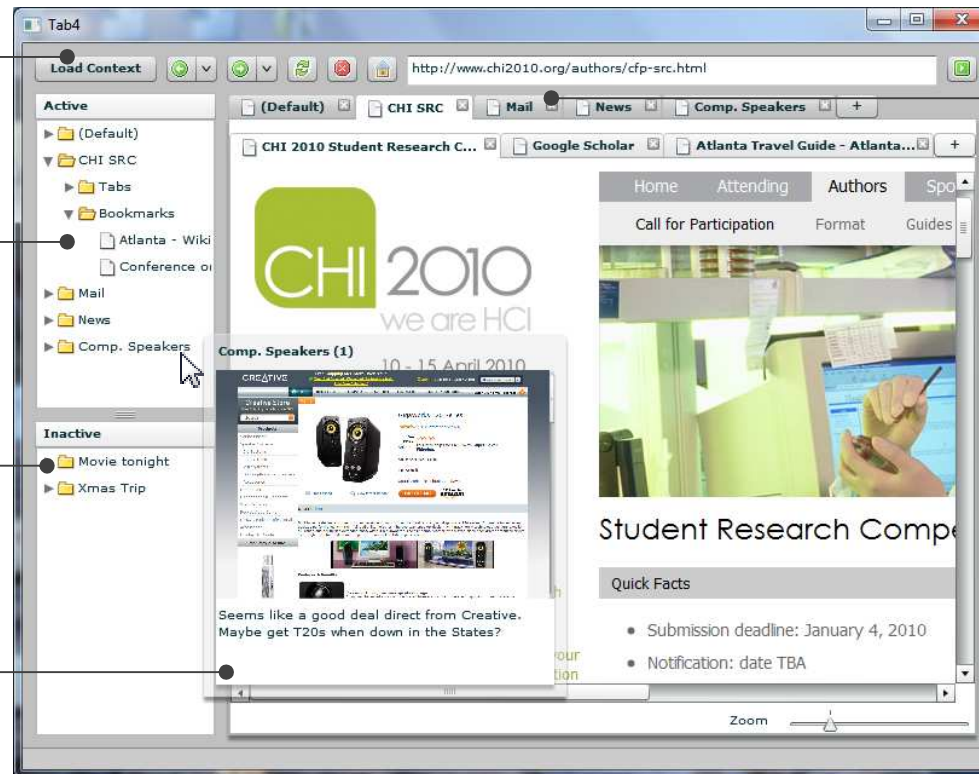 Tab4
Load Context
http://www.chi2010.org/authors/cfp-src.html
Active
(Default)
CHI SRC
Tabs
Bookmarks
Atlanta - Wiki
Conference
Mail
News
Comp. Speakers
Inactive
Movie tonight
Xmas Trip
(Default) CHI SRC Mail News Comp. Speakers +
CHI 2010 Student Research C... Google Scholar Atlanta Travel Guide - Atlanta... +
CHI 2010
we are HCI
10 - 15 April 2010
Home Attending Authors Spo
Call for Participation Format Guides
Comp. Speakers (1)
CREATIVE
Seems like a good deal direct from Creative.
Maybe get T20s when down in the States?
your
tion
Student Research Compe
Quick Facts
Submission deadline: January 4, 2010
Notification: date TBA
Zoom